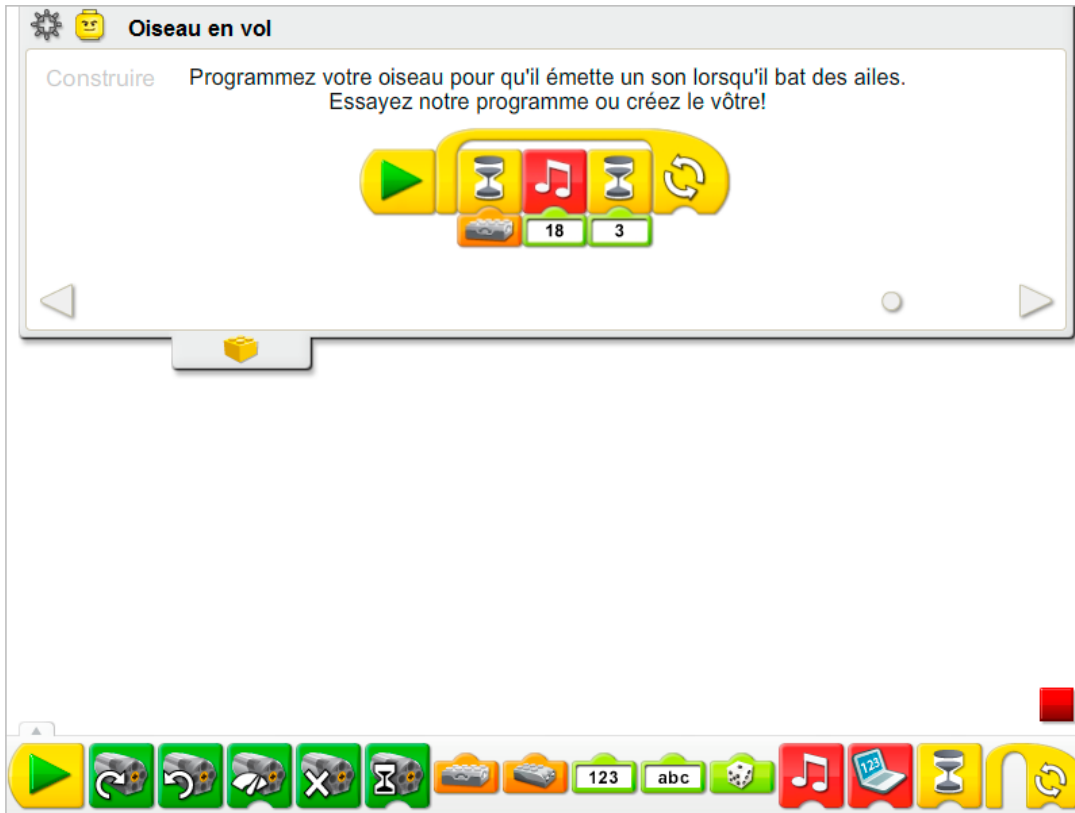 Oiseau en vol
Construire
Programmez votre oiseau pour qu'il émette un son lorsqu'il bat des ailes.
Essayez notre programme ou créez le vôtre!
18 3
123 abc 123